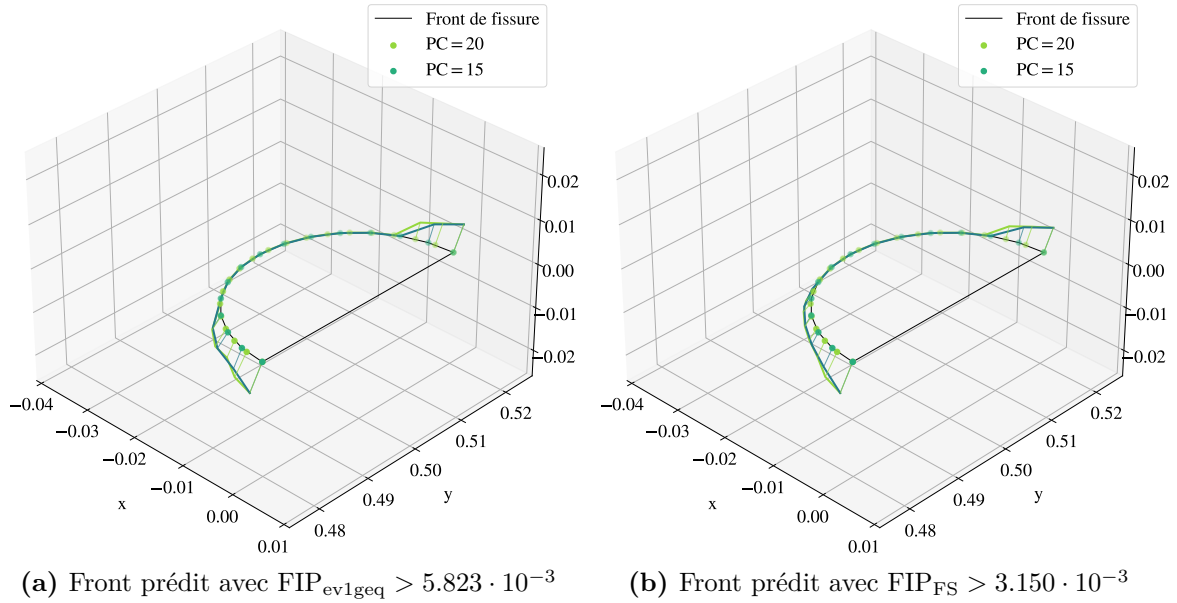 Front de fissure
PC = 20
PC = 15
0.02
0.01
0.00
−0.01
−0.02
−0.04
−0.03
−0.02
−0.01
0.00
0.01
x
0.48
0.49
0.50
0.51
0.52
y
(a) Front prédit avec FIP_ev1geq > 5.823 · 10⁻³
Front de fissure
PC = 20
PC = 15
0.02
0.01
0.00
−0.01
−0.02
−0.04
−0.03
−0.02
−0.01
0.00
0.01
x
0.48
0.49
0.50
0.51
0.52
y
(b) Front prédit avec FIP_FS > 3.150 · 10⁻³